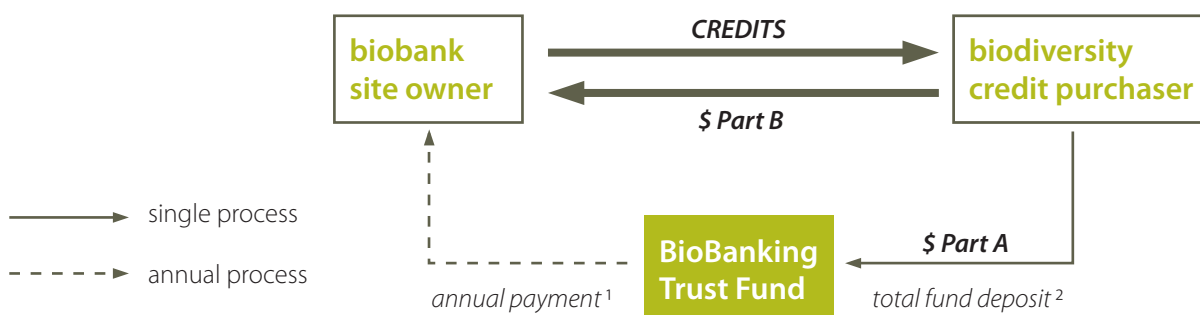 CREDITS
biobank
site owner
biodiversity
credit purchaser
$ Part B
single process
annual process
BioBanking
Trust Fund
$ Part A
annual payment ¹
total fund deposit ²